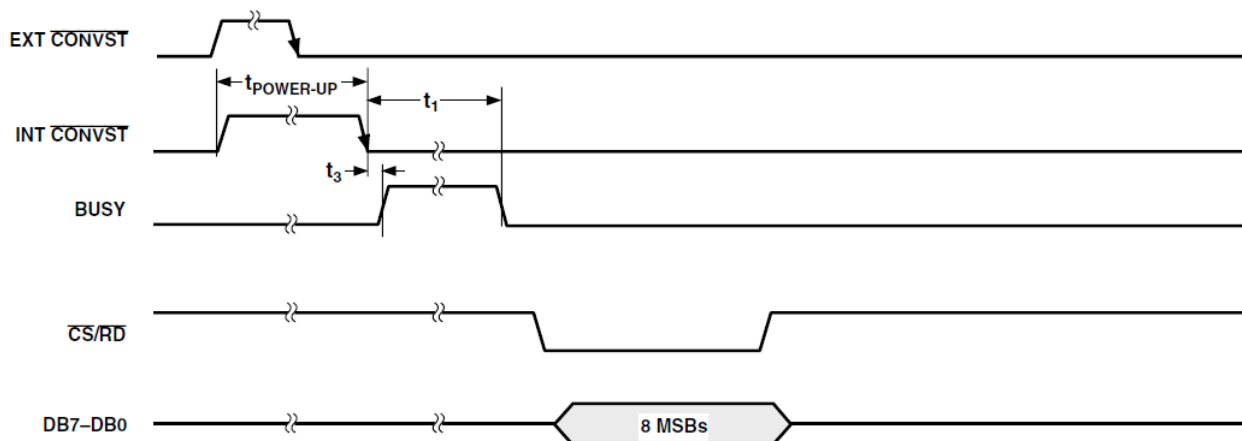 EXT CONVST
tPOWER-UP
t1
INT CONVST
t3
BUSY
CS/RD
DB7–DB0
8 MSBs